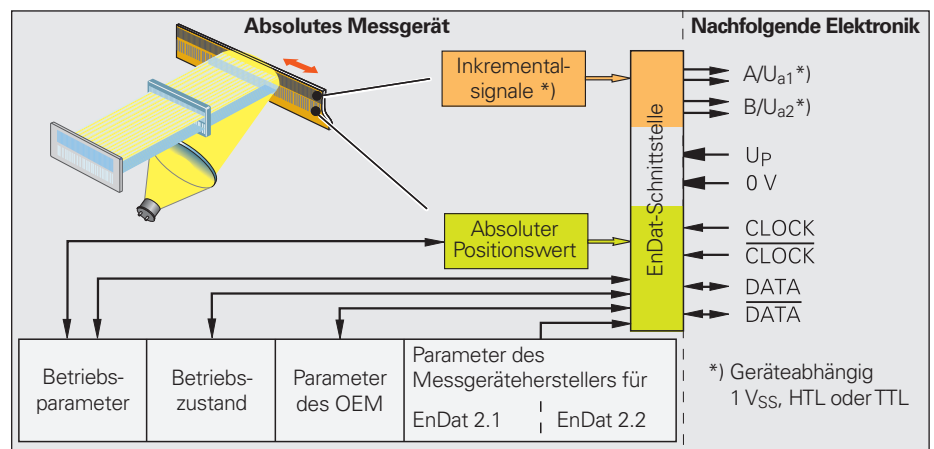 Absolutes Messgerät
Nachfolgende Elektronik
Inkremental-
signale *)
A/Ua1*)
B/Ua2*)
EnDat-Schnittstelle
UP
0 V
Absoluter
Positionswert
CLOCK
CLOCK
DATA
DATA
Betriebs-
parameter
Betriebs-
zustand
Parameter
des OEM
Parameter des
Messgeräteherstellers für
EnDat 2.1
EnDat 2.2
*) Geräteabhängig
1 VSS, HTL oder TTL